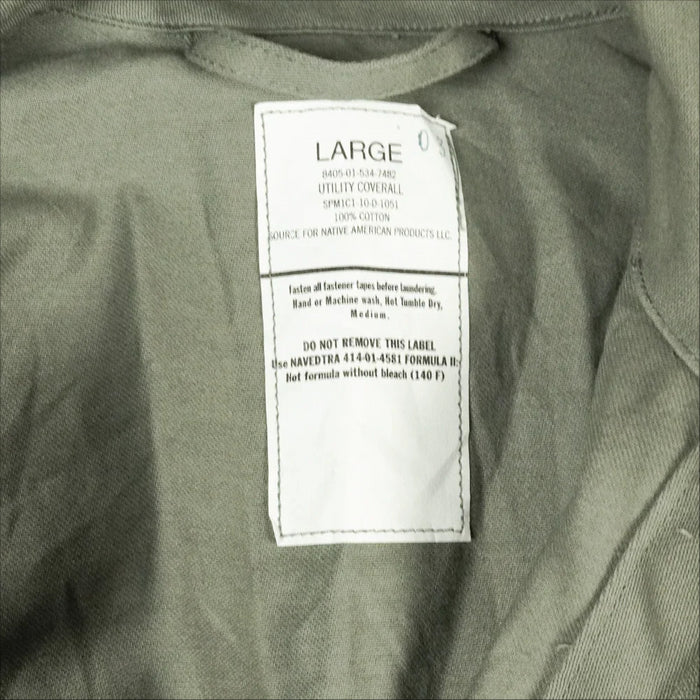 LARGE
8405-01-534-7482
UTILITY COVERALL
SPM1C1-10-D-1051
100% COTTON
SOURCE FOR NATIVE AMERICAN PRODUCTS LLC.
Fasten all fastener tapes before laundering,
Hand or Machine wash, Hot Tumble Dry,
Medium.
DO NOT REMOVE THIS LABEL
Use NAVEDTRA 414-01-4581 FORMULA II:
Hot formula without bleach (140 F)